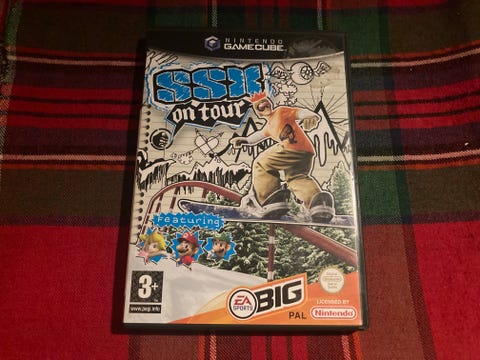 NINTENDO
GAMECUBE
SSX
on tour
Featuring
3+
www.pegi.info
EA
SPORTS
BIG
PAL
LICENSED BY
Nintendo